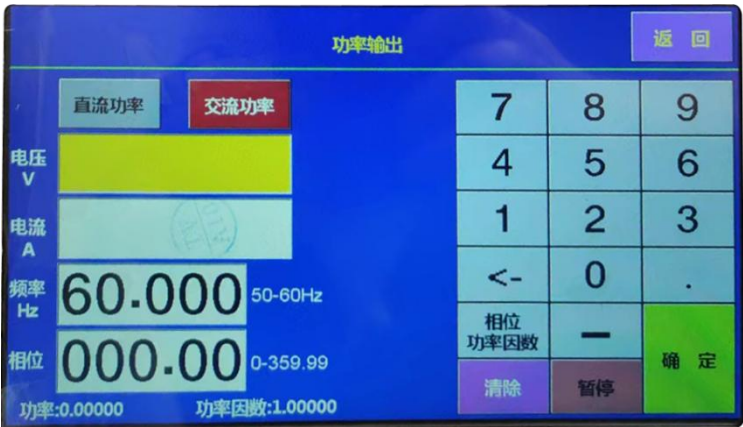 功率输出
返 回
直流功率
交流功率
电压
V
电流
A
频率
Hz
60.000
50-60Hz
相位
000.00
0-359.99
功率:0.00000
功率因数:1.00000
7 8 9
4 5 6
1 2 3
<- 0 .
相位
功率因数
—
确 定
清除
暂停